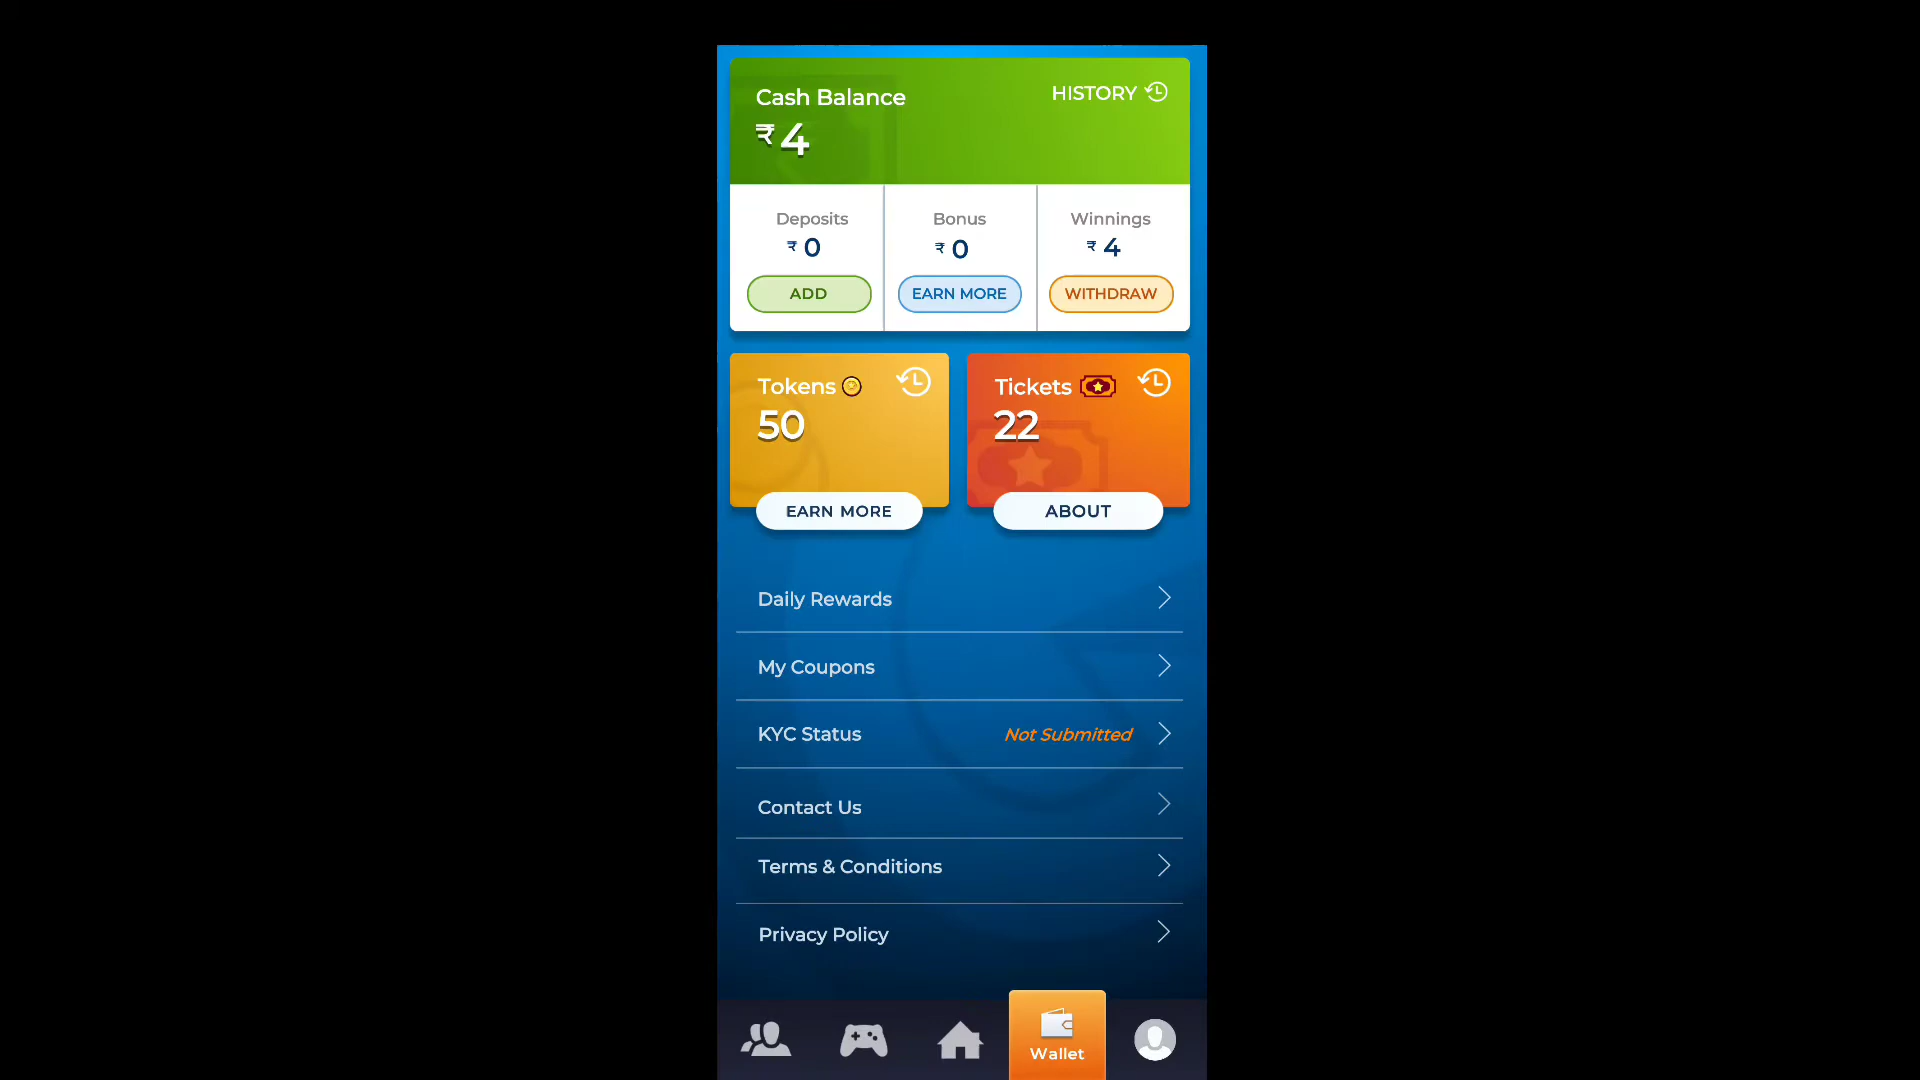 Cash Balance
HISTORY
₹ 4
Deposits
Bonus
Winnings
₹ 0
₹ 0
₹ 4
ADD
EARN MORE
WITHDRAW
Tokens
Tickets
50
22
EARN MORE
ABOUT
Daily Rewards
My Coupons
KYC Status
Not Submitted
Contact Us
Terms & Conditions
Privacy Policy
Wallet